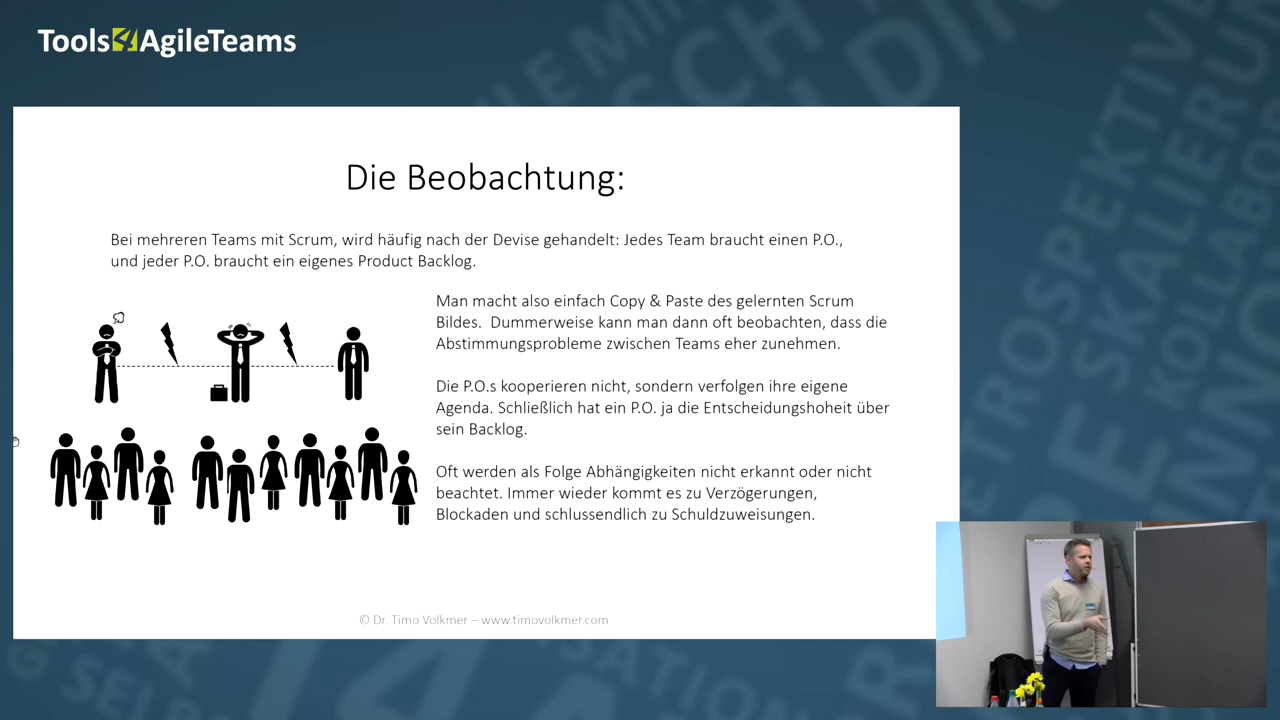 Tools4AgileTeams
Die Beobachtung:
Bei mehreren Teams mit Scrum, wird häufig nach der Devise gehandelt: Jedes Team braucht einen P.O.,
und jeder P.O. braucht ein eigenes Product Backlog.
Man macht also einfach Copy & Paste des gelernten Scrum
Bildes. Dummerweise kann man dann oft beobachten, dass die
Abstimmungsprobleme zwischen Teams eher zunehmen.
Die P.O.s kooperieren nicht, sondern verfolgen ihre eigene
Agenda. Schließlich hat ein P.O. ja die Entscheidungshoheit über
sein Backlog.
Oft werden als Folge Abhängigkeiten nicht erkannt oder nicht
beachtet. Immer wieder kommt es zu Verzögerungen,
Blockaden und schlussendlich zu Schuldzuweisungen.
© Dr. Timo Volkmer – www.timovolkmer.com